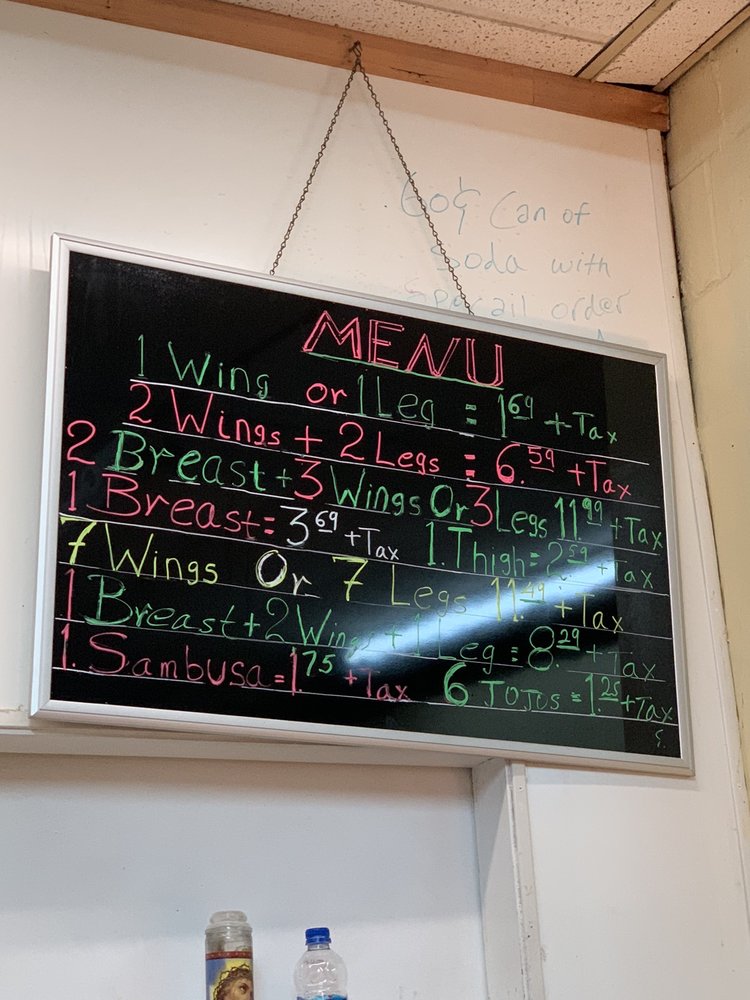 60¢ Can of
Soda with
Specail order
MENU
1 Wing or 1 Leg = 1.69 + Tax
2 Wings + 2 Legs = 6.59 + Tax
2 Breast + 3 Wings Or 3 Legs 11.99 + Tax
1 Breast = 3.69 + Tax 1. Thigh = 2.59 + Tax
7 Wings Or 7 Legs 11.49 + Tax
1 Breast + 2 Wings + 1 Leg = 8.29 + Tax
1. Sambusa = 1.75 + Tax 6 JoJos = 1.25 + Tax